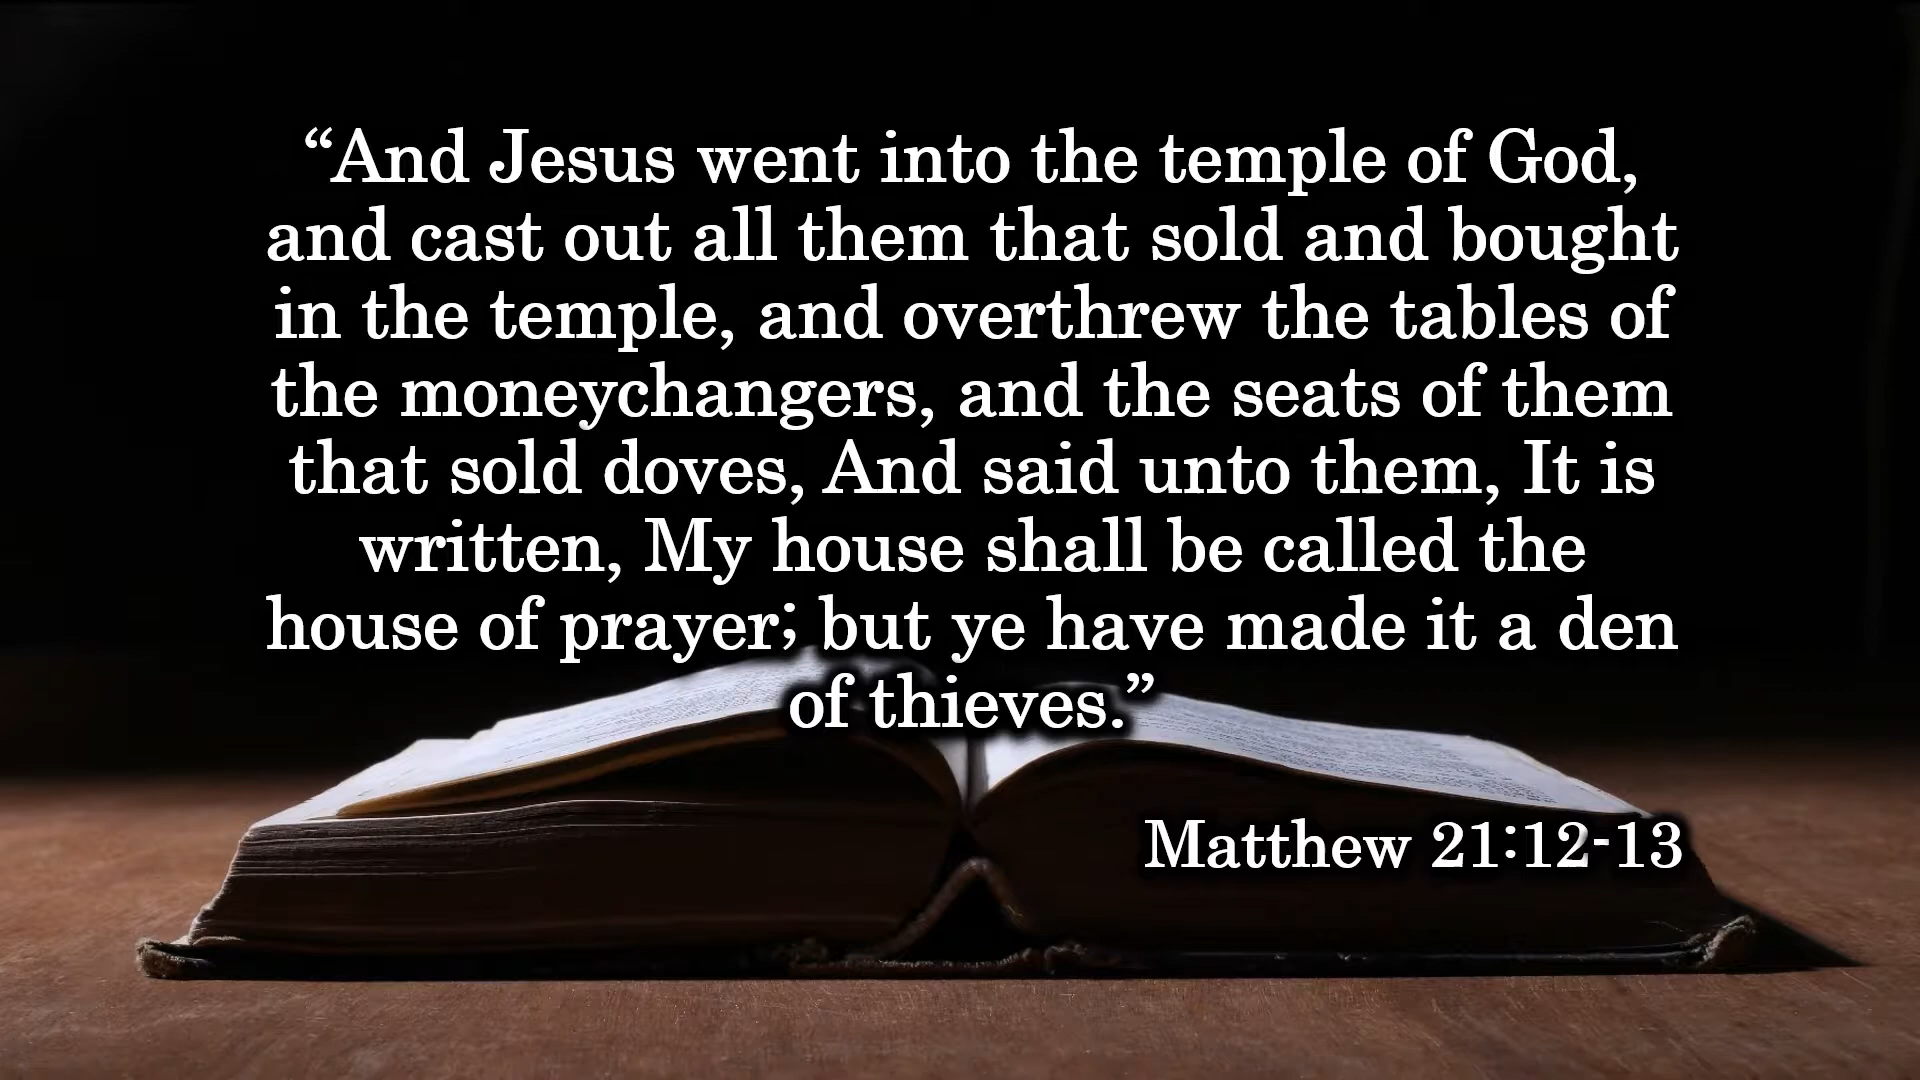 “And Jesus went into the temple of God,
and cast out all them that sold and bought
in the temple, and overthrew the tables of
the moneychangers, and the seats of them
that sold doves, And said unto them, It is
written, My house shall be called the
house of prayer; but ye have made it a den
of thieves.”
Matthew 21:12-13